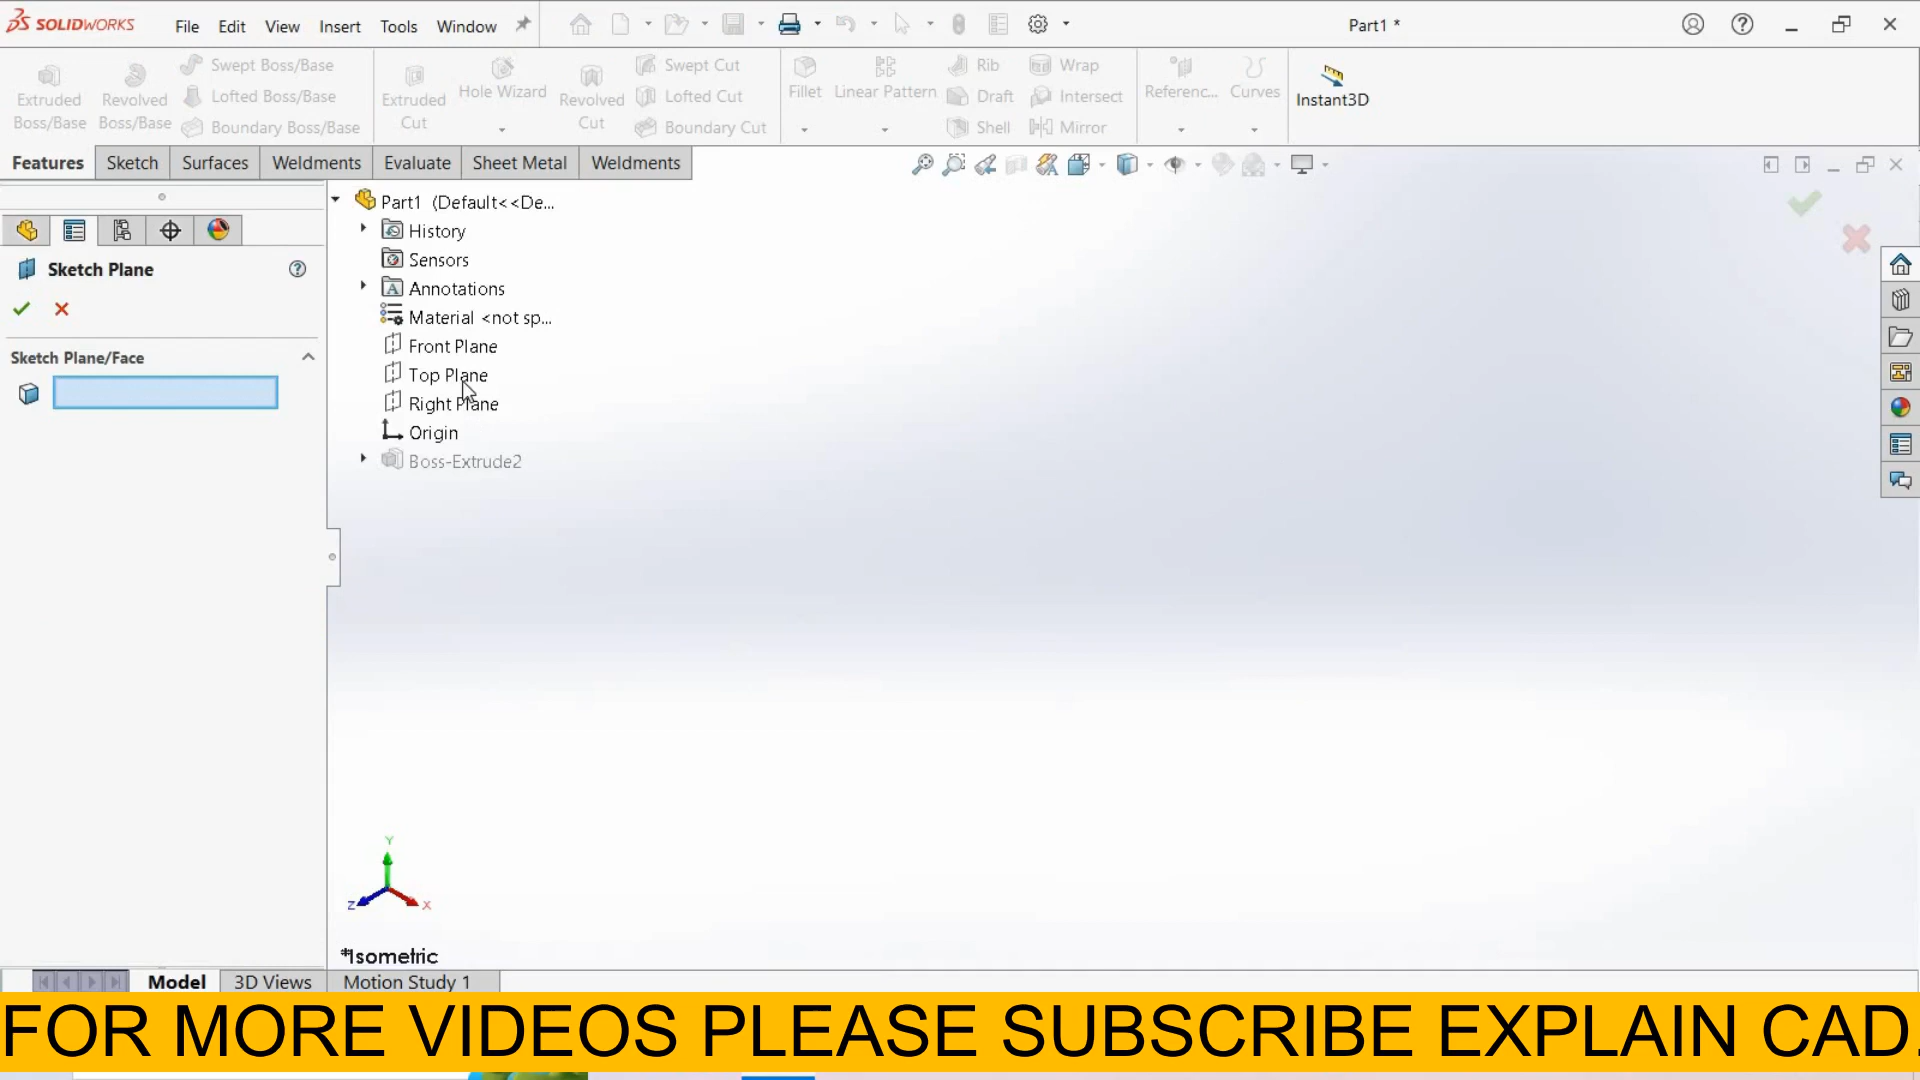 SOLIDWORKS File Edit View Insert Tools Window Part1 *
Extruded Boss/Base
Revolved Boss/Base
Swept Boss/Base
Lofted Boss/Base
Boundary Boss/Base
Extruded Cut
Hole Wizard
Revolved Cut
Swept Cut
Lofted Cut
Boundary Cut
Fillet
Linear Pattern
Rib
Draft
Shell
Wrap
Intersect
Mirror
Referenc...
Curves
Instant3D
Features Sketch Surfaces Weldments Evaluate Sheet Metal Weldments
Sketch Plane
Sketch Plane/Face
Part1 (Default<<De...
History
Sensors
Annotations
Material <not sp...
Front Plane
Top Plane
Right Plane
Origin
Boss-Extrude2
Y
Z
X
*Isometric
Model 3D Views Motion Study 1
FOR MORE VIDEOS PLEASE SUBSCRIBE EXPLAIN CAD.